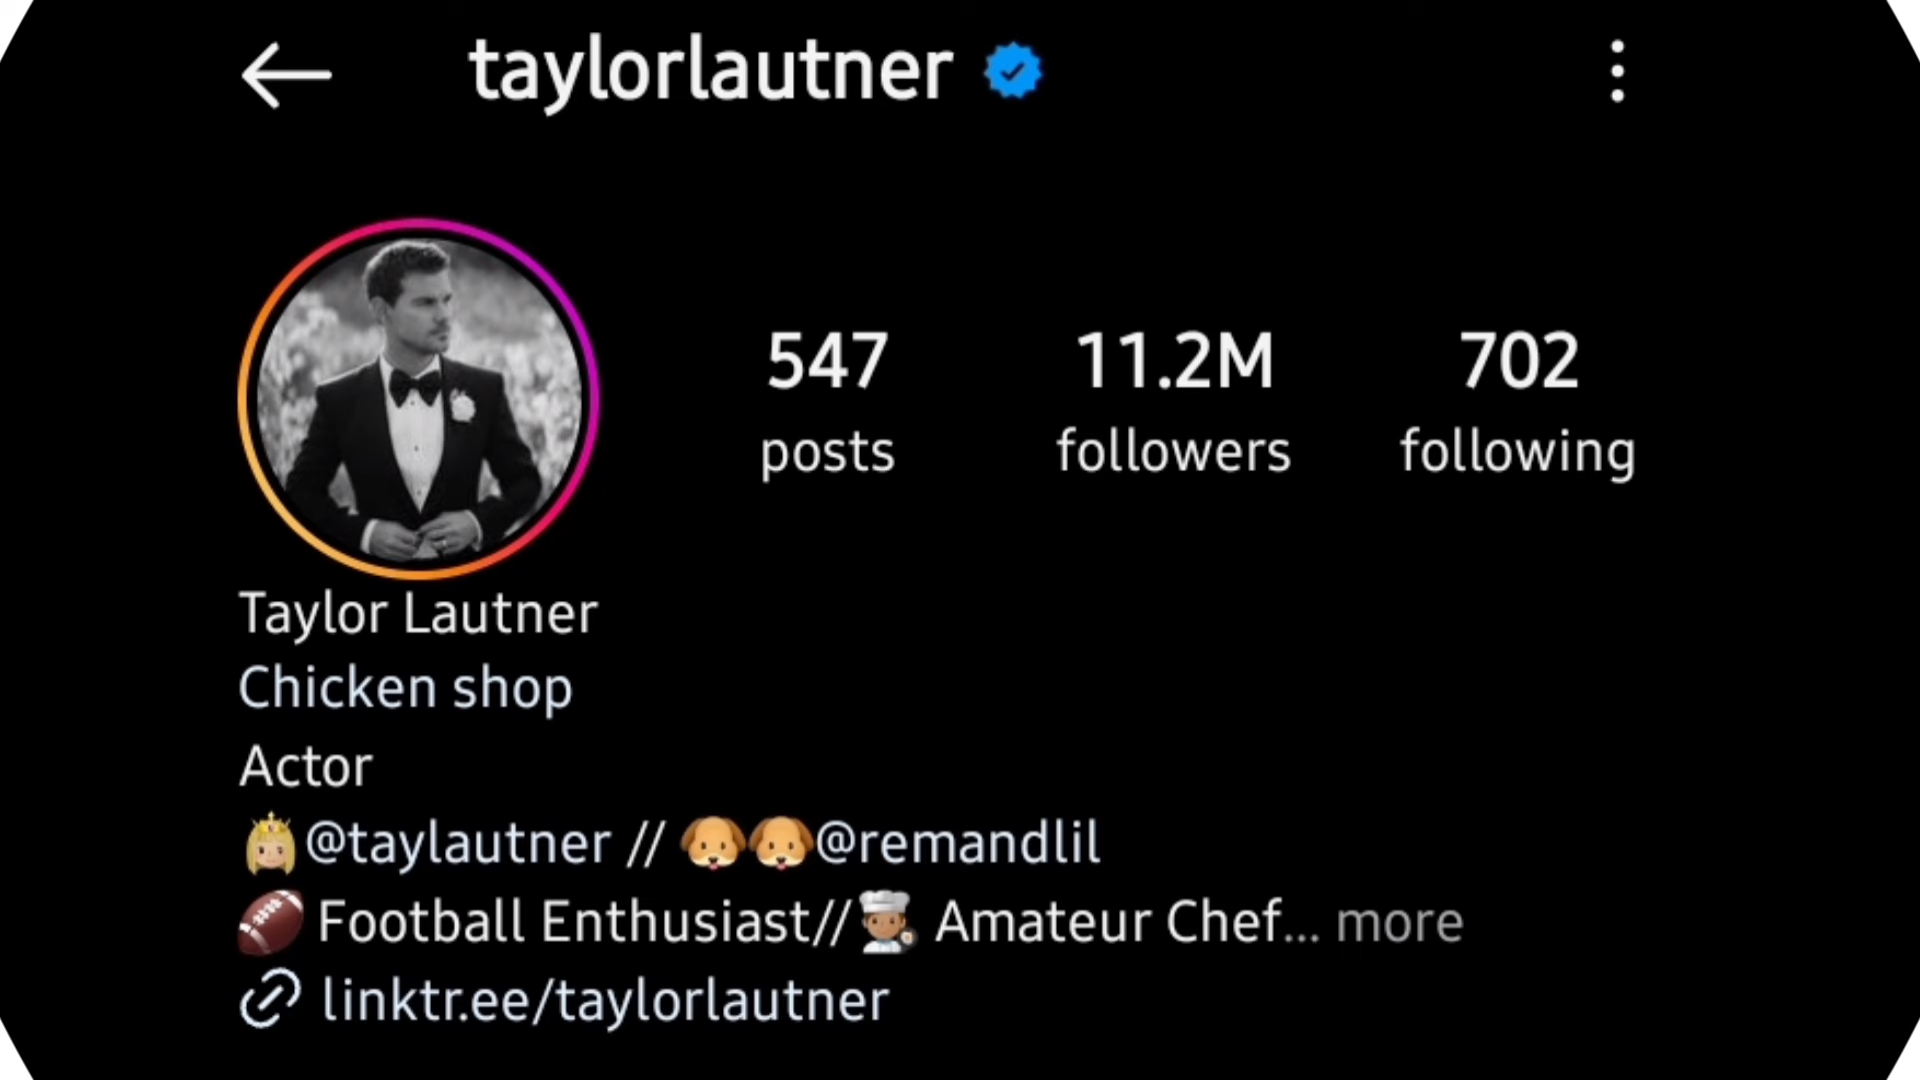 taylorlautner
547 11.2M 702
posts followers following
Taylor Lautner
Chicken shop
Actor
👸🏼@taylautner // 🐶🐶@remandlil
🏈 Football Enthusiast//👨🏽‍🍳 Amateur Chef... more
linktr.ee/taylorlautner